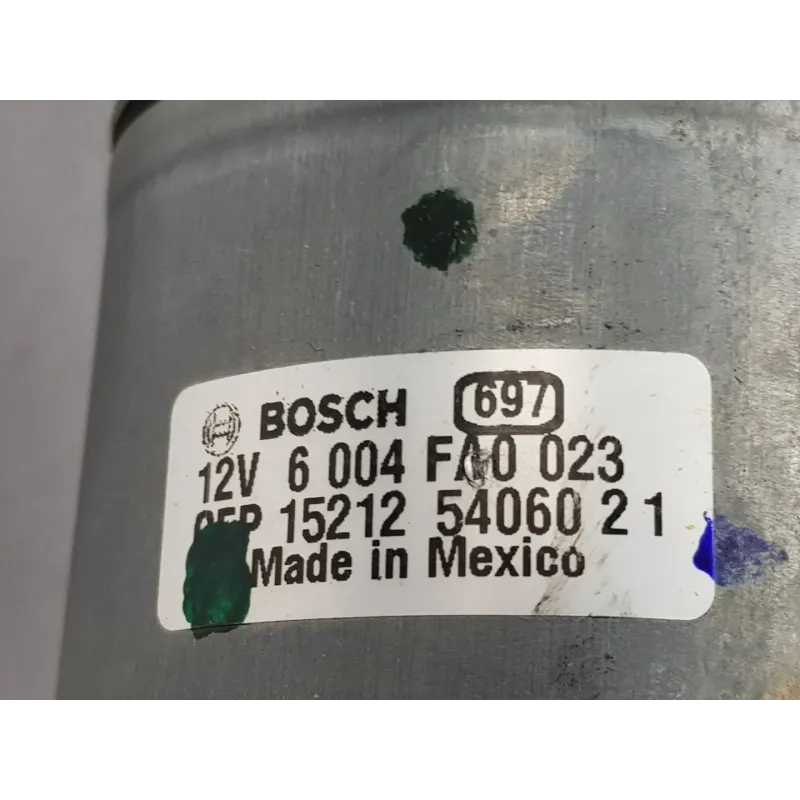 BOSCH 697
12V 6 004 FA0 023
15212 54060 2 1
Made in Mexico